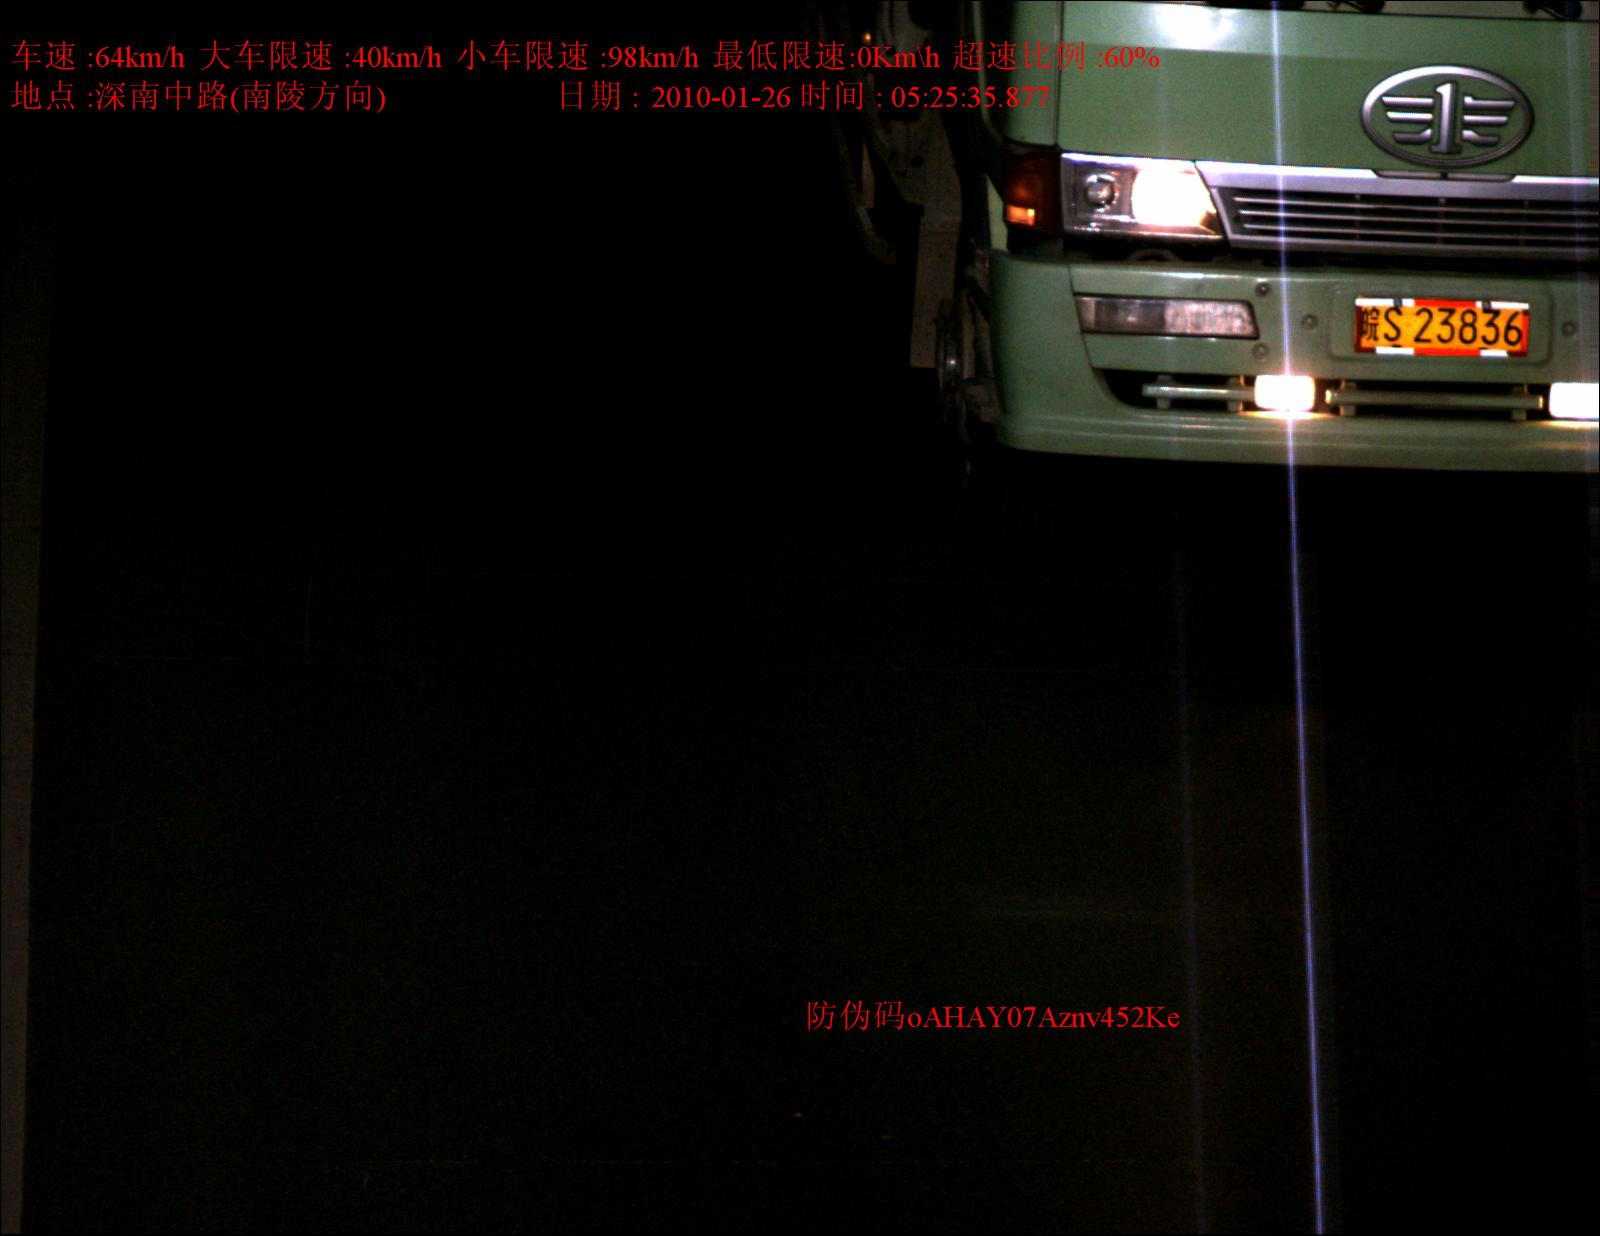 车速 :64km/h 大车限速 :40km/h 小车限速 :98km/h 最低限速:0Km\h 超速比例 :60%
地点 :深南中路(南陵方向) 日期 : 2010-01-26 时间 : 05:25:35.877
皖S 23836
防伪码oAHAY07Aznv452Ke